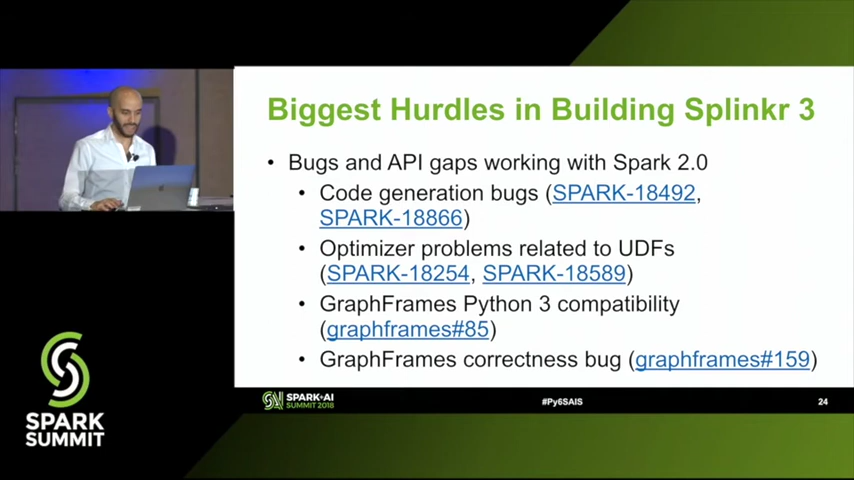 Biggest Hurdles in Building Splinkr 3
• Bugs and API gaps working with Spark 2.0
• Code generation bugs (SPARK-18492,
SPARK-18866)
• Optimizer problems related to UDFs
(SPARK-18254, SPARK-18589)
• GraphFrames Python 3 compatibility
(graphframes#85)
• GraphFrames correctness bug (graphframes#159)
SPARK+AI
SUMMIT 2018
#Py6SAIS
24
SPARK
SUMMIT